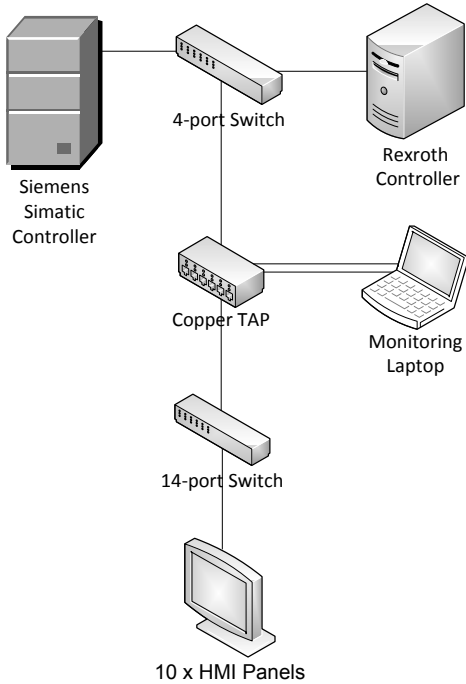 4-port Switch
Siemens
Simatic
Controller
Rexroth
Controller
Copper TAP
Monitoring
Laptop
14-port Switch
10 x HMI Panels